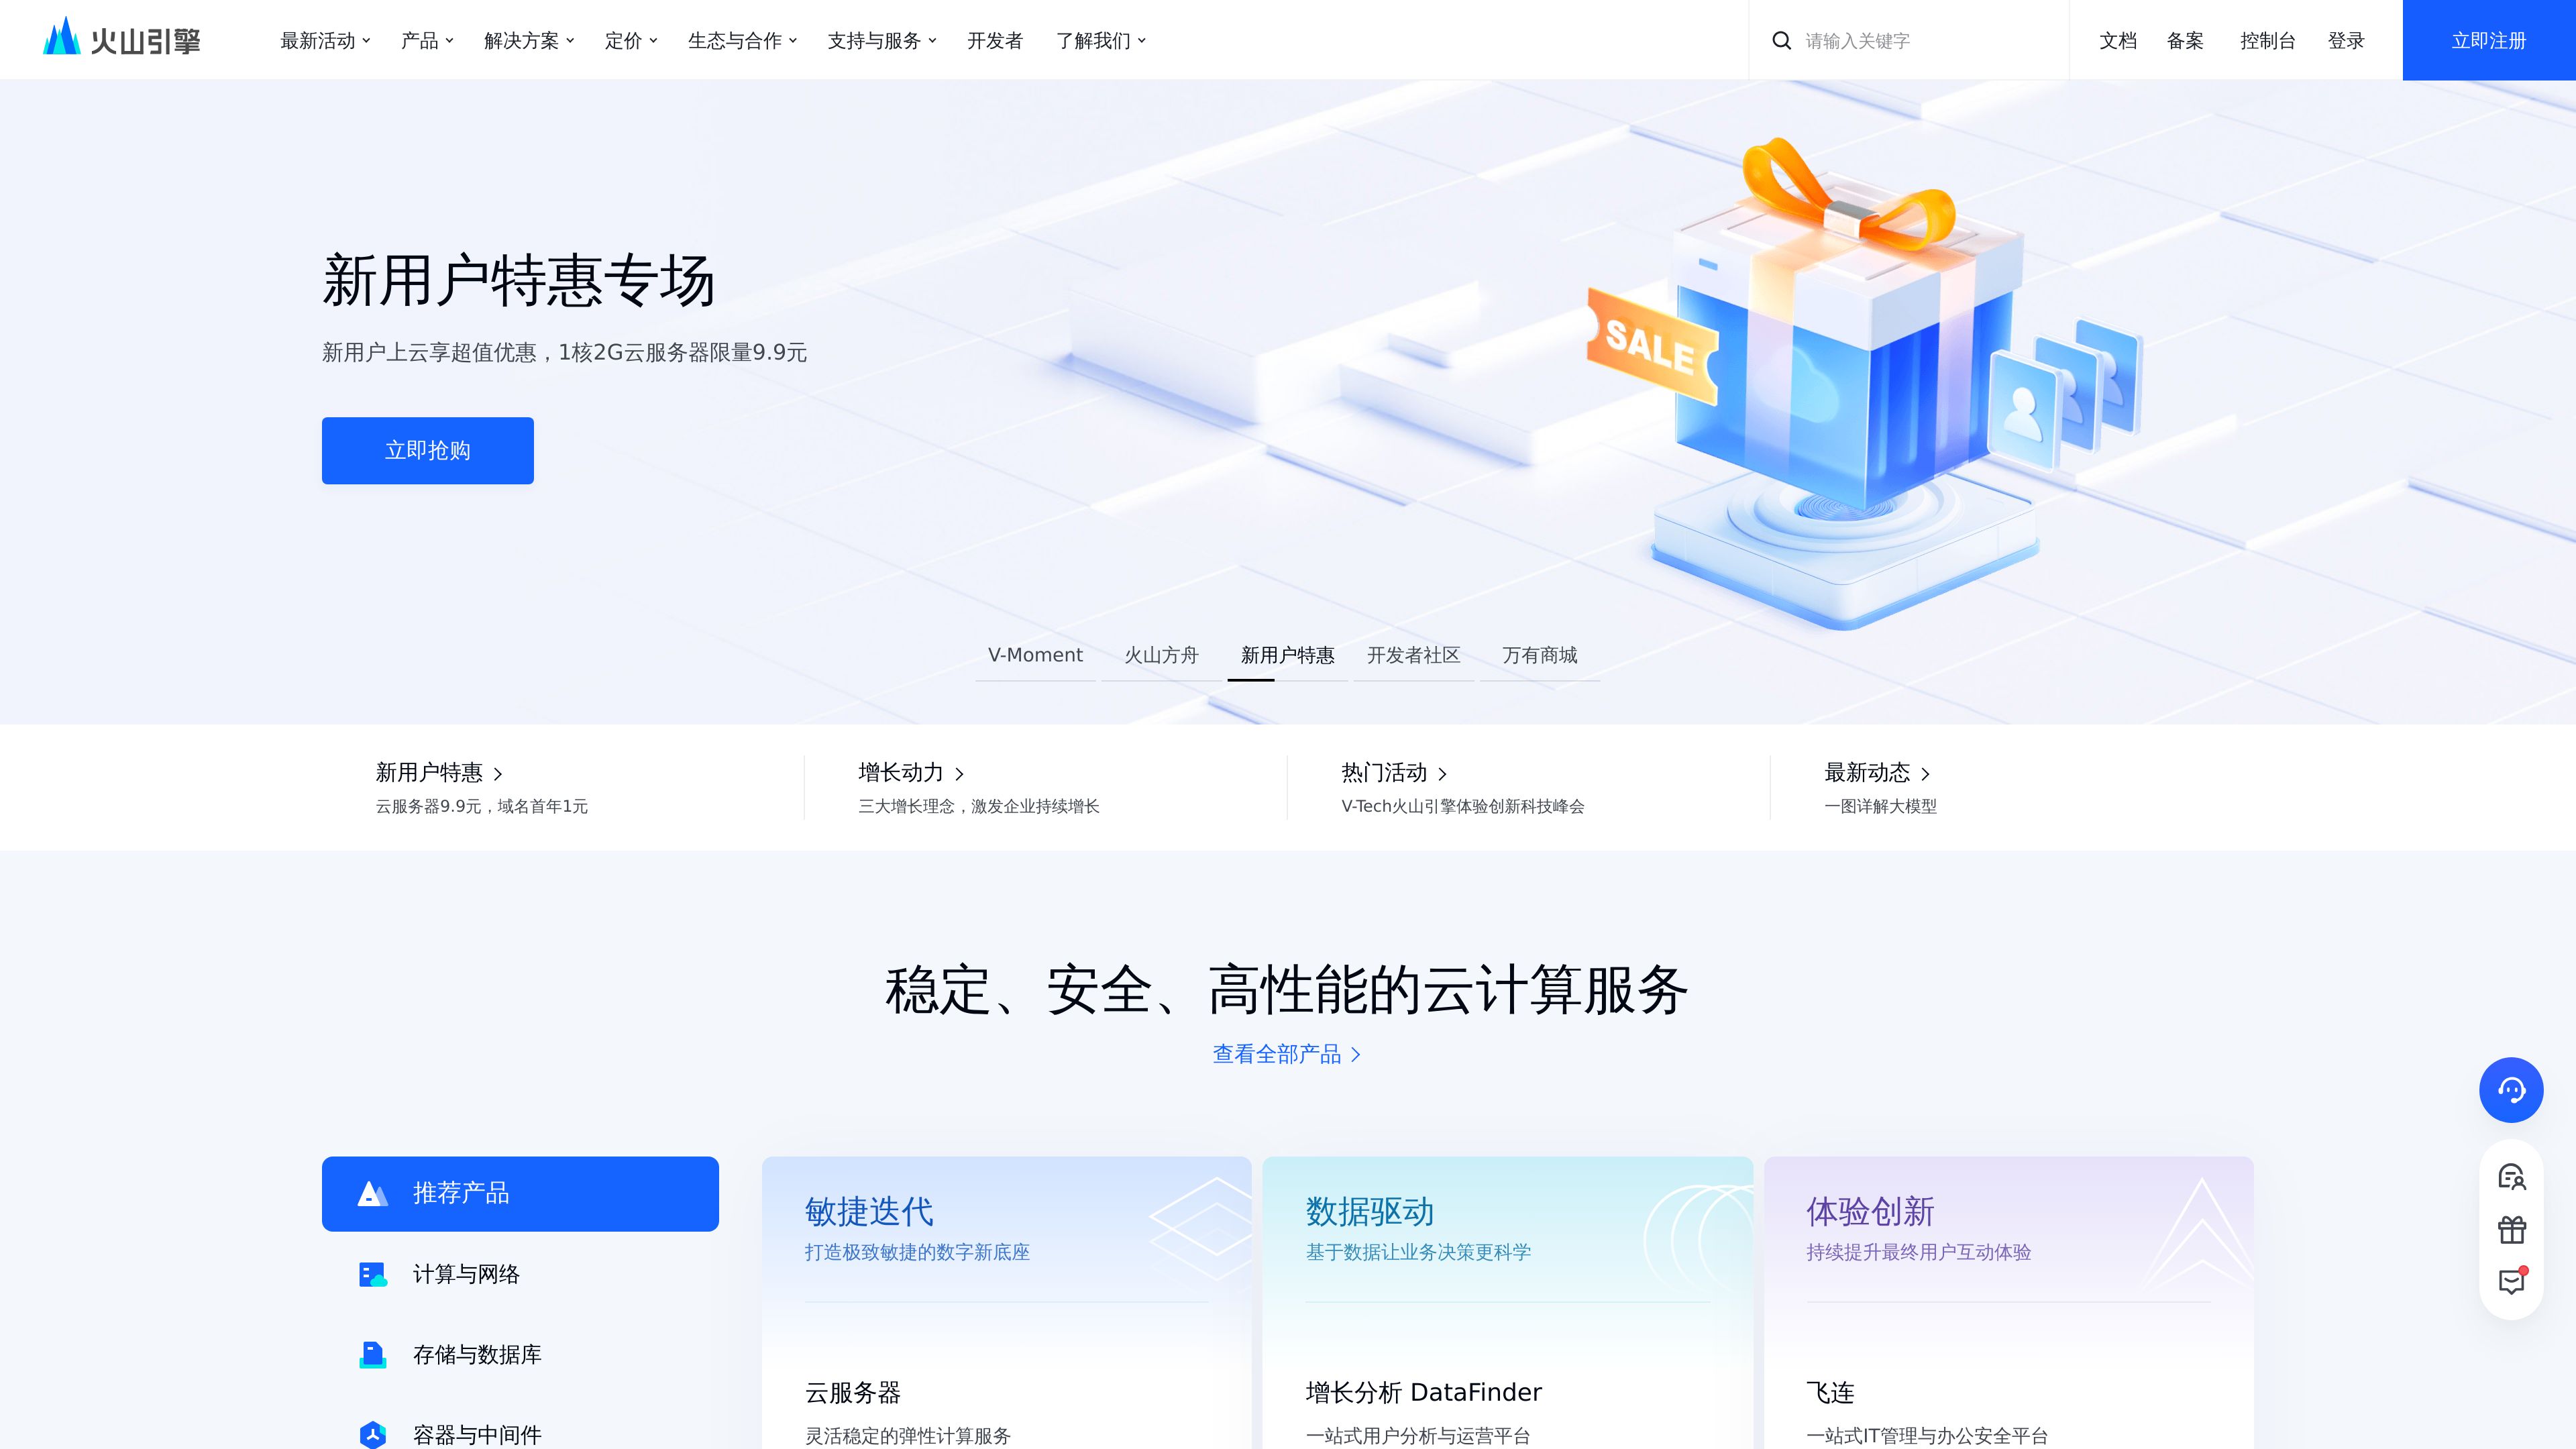 火山引擎
最新活动 产品 解决方案 定价 生态与合作 支持与服务 开发者 了解我们 请输入关键字 文档 备案 控制台 登录 立即注册
新用户特惠专场
新用户上云享超值优惠，1核2G云服务器限量9.9元
SALE
立即抢购
V-Moment 火山方舟 新用户特惠 开发者社区 万有商城
新用户特惠 增长动力 热门活动 最新动态
云服务器9.9元，域名首年1元 三大增长理念，激发企业持续增长 V-Tech火山引擎体验创新科技峰会 一图详解大模型
稳定、安全、高性能的云计算服务
查看全部产品
推荐产品
计算与网络
存储与数据库
容器与中间件
敏捷迭代
打造极致敏捷的数字新底座
云服务器
灵活稳定的弹性计算服务
数据驱动
基于数据让业务决策更科学
增长分析 DataFinder
一站式用户分析与运营平台
体验创新
持续提升最终用户互动体验
飞连
一站式IT管理与办公安全平台